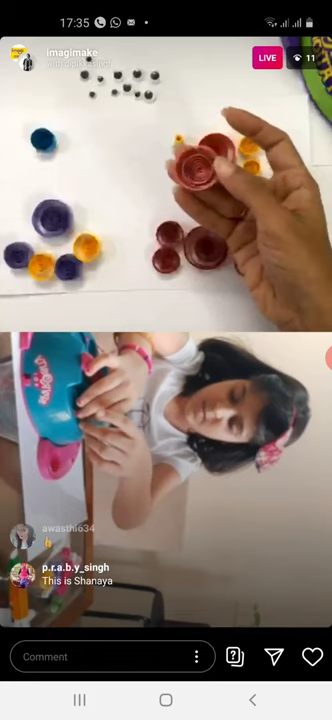 17:35
imagimake
LIVE
11
awasthi634
p.r.a.b.y_singh
This is Shanaya
Comment